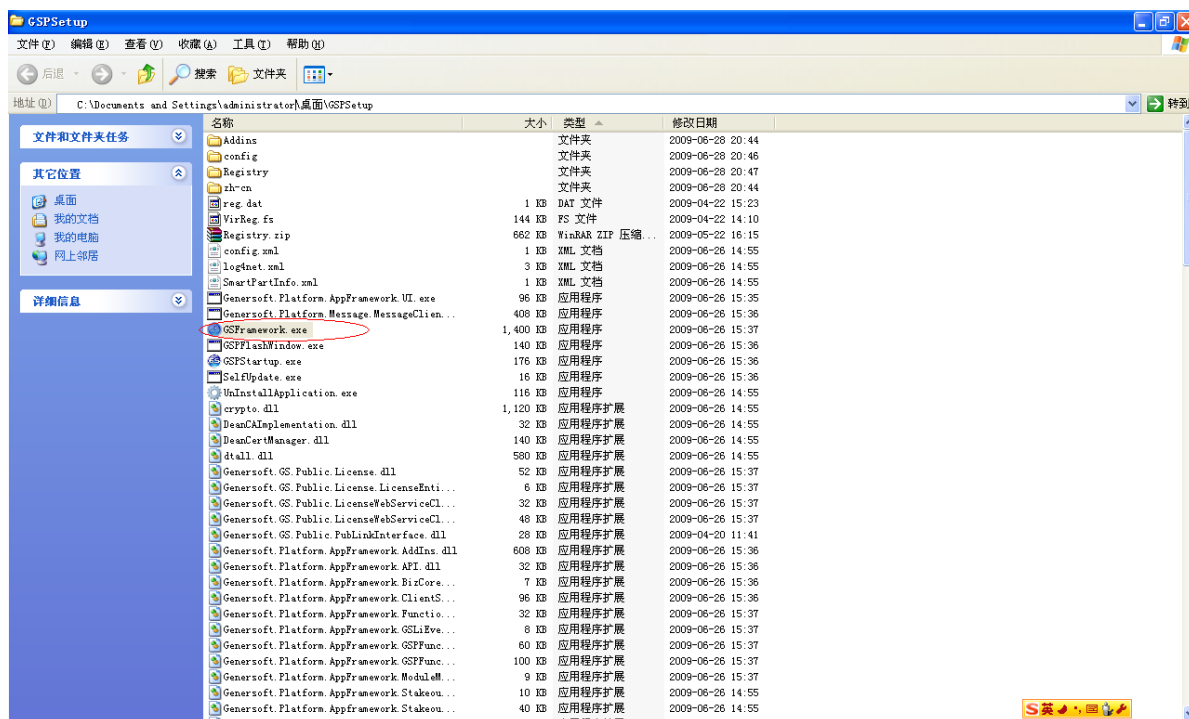 GSPSetup
文件(F) 编辑(E) 查看(V) 收藏(A) 工具(T) 帮助(H)
后退 搜索 文件夹
地址(D) C:\Documents and Settings\administrator\桌面\GSPSetup 转到
文件和文件夹任务
其它位置
桌面
我的文档
我的电脑
网上邻居
详细信息
名称 大小 类型 修改日期
Addins 文件夹 2009-06-28 20:44
config 文件夹 2009-06-28 20:46
Registry 文件夹 2009-06-28 20:47
zh-cn 文件夹 2009-06-28 20:44
reg.dat 1 KB DAT 文件 2009-04-22 15:23
VirReg.fs 144 KB FS 文件 2009-04-22 14:10
Registry.zip 662 KB WinRAR ZIP 压缩... 2009-05-22 16:15
config.xml 1 KB XML 文档 2009-06-26 14:55
log4net.xml 3 KB XML 文档 2009-06-26 14:55
SmartPartInfo.xml 1 KB XML 文档 2009-06-26 14:55
Genersoft.Platform.AppFramework.UI.exe 96 KB 应用程序 2009-06-26 15:35
Genersoft.Platform.Message.MessageClien... 408 KB 应用程序 2009-06-26 15:36
GSFramework.exe 1,400 KB 应用程序 2009-06-26 15:37
GSPFlashWindow.exe 140 KB 应用程序 2009-06-26 15:36
GSPStartup.exe 176 KB 应用程序 2009-06-26 15:36
SelfUpdate.exe 16 KB 应用程序 2009-06-26 15:36
UnInstallApplication.exe 116 KB 应用程序 2009-06-26 14:55
crypto.dll 1,120 KB 应用程序扩展 2009-06-26 14:55
DeanCAImplementation.dll 32 KB 应用程序扩展 2009-06-26 14:55
DeanCertManager.dll 140 KB 应用程序扩展 2009-06-26 14:55
dtall.dll 580 KB 应用程序扩展 2009-06-26 14:55
Genersoft.GS.Public.License.dll 52 KB 应用程序扩展 2009-06-26 15:37
Genersoft.GS.Public.License.LicenseEnti... 6 KB 应用程序扩展 2009-06-26 15:37
Genersoft.GS.Public.LicenseWebServiceCl... 32 KB 应用程序扩展 2009-06-26 15:37
Genersoft.GS.Public.LicenseWebServiceCl... 48 KB 应用程序扩展 2009-06-26 15:37
Genersoft.GS.Public.PubLinkInterface.dll 28 KB 应用程序扩展 2009-04-20 11:41
Genersoft.Platform.AppFramework.AddIns.dll 608 KB 应用程序扩展 2009-06-26 15:36
Genersoft.Platform.AppFramework.API.dll 32 KB 应用程序扩展 2009-06-26 15:36
Genersoft.Platform.AppFramework.BizCore... 7 KB 应用程序扩展 2009-06-26 15:36
Genersoft.Platform.AppFramework.ClientS... 96 KB 应用程序扩展 2009-06-26 15:36
Genersoft.Platform.AppFramework.Functio... 32 KB 应用程序扩展 2009-06-26 15:37
Genersoft.Platform.AppFramework.GSLiEve... 8 KB 应用程序扩展 2009-06-26 15:37
Genersoft.Platform.AppFramework.GSPFunc... 60 KB 应用程序扩展 2009-06-26 15:37
Genersoft.Platform.AppFramework.GSPFunc... 100 KB 应用程序扩展 2009-06-26 15:37
Genersoft.Platform.AppFramework.ModuleM... 9 KB 应用程序扩展 2009-06-26 15:37
Genersoft.Platform.AppFramework.Stakeou... 10 KB 应用程序扩展 2009-06-26 14:55
Genersoft.Platform.AppFramework.Stakeou... 40 KB 应用程序扩展 2009-06-26 14:55
S英